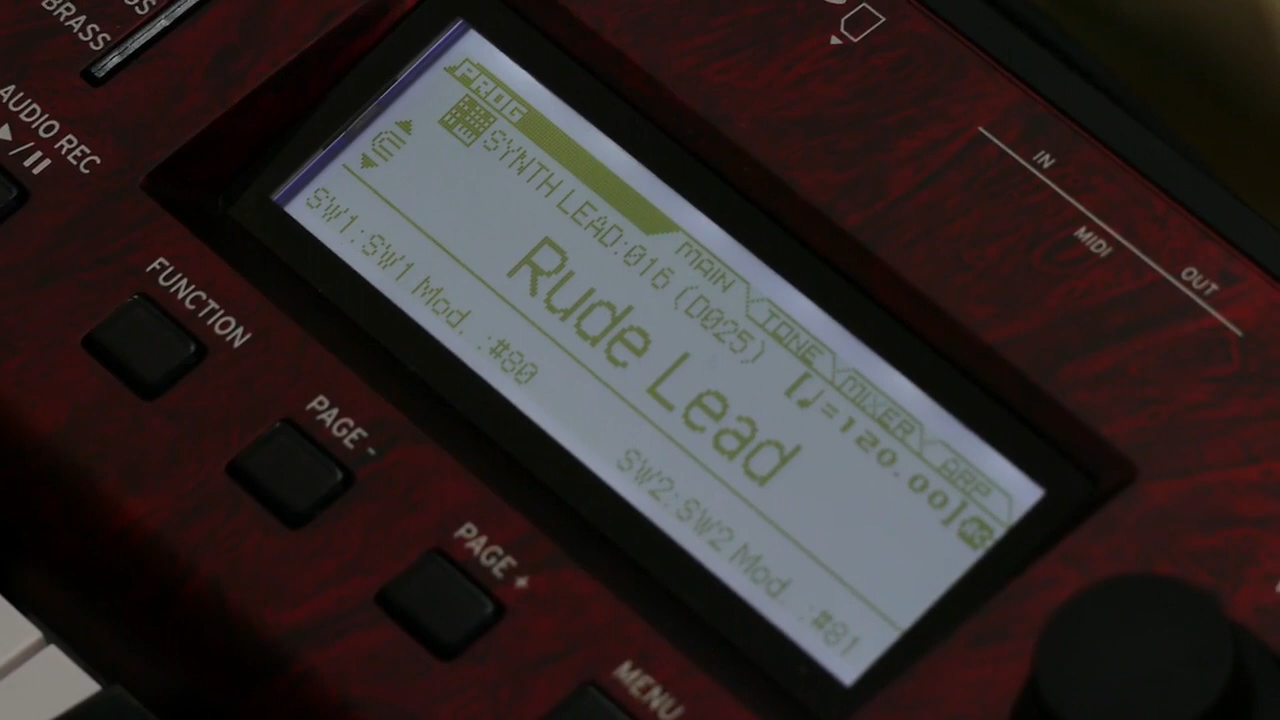 BRASS
AUDIO REC
FUNCTION
PAGE -
PAGE +
MENU
PROG
MAIN
TONE
MIXER
ARP
SYNTH LEAD:016 (D025)
[♩=120.00]
Rude Lead
SW1:SW1 Mod. :#80
SW2:SW2 Mod. :#81
IN
MIDI
OUT